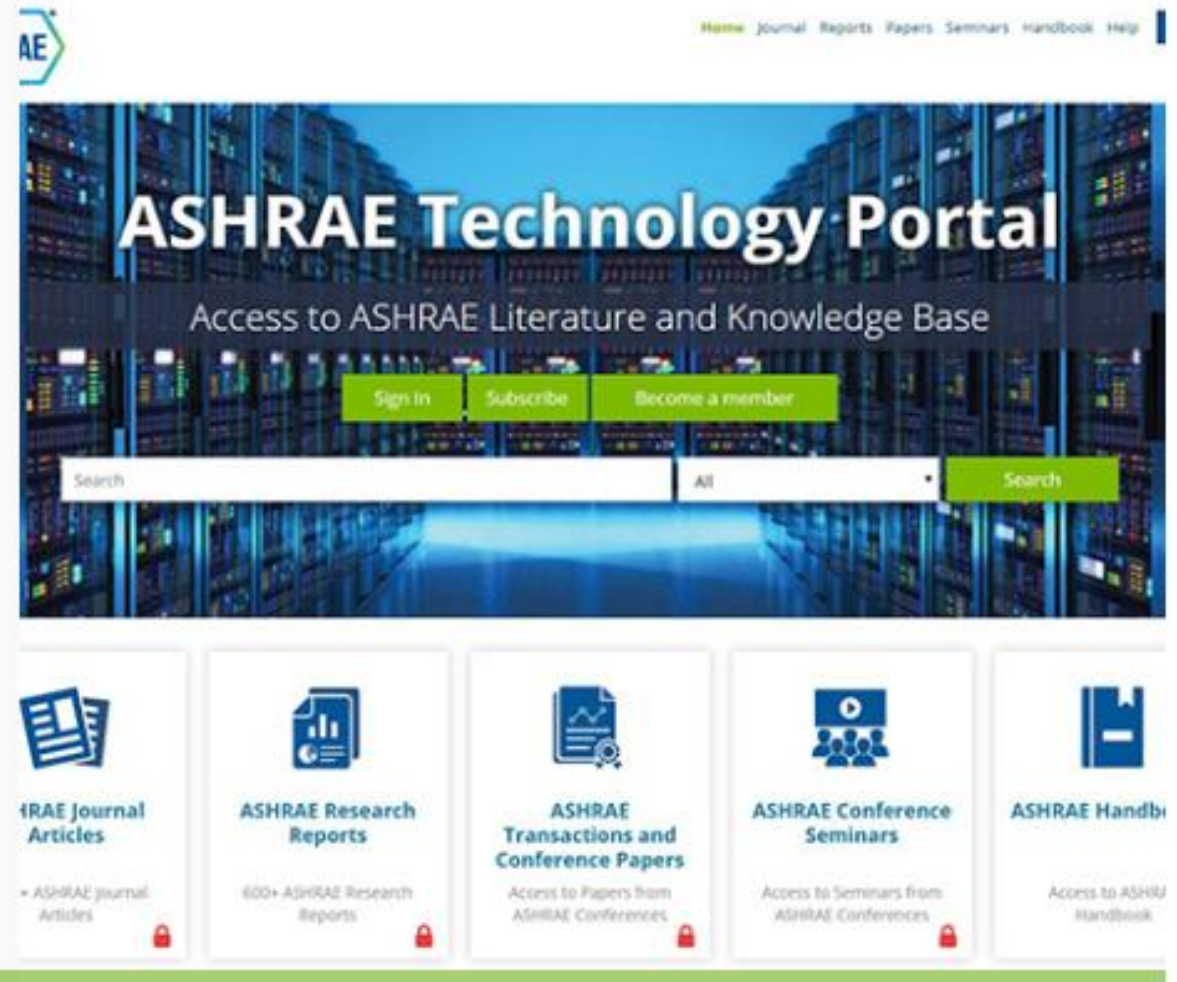 AE
Home Journal Reports Papers Seminars Handbook Help
ASHRAE Technology Portal
Access to ASHRAE Literature and Knowledge Base
Sign In Subscribe Become a member
Search All Search
HRAE Journal
Articles
+ ASHRAE Journal
Articles
ASHRAE Research
Reports
600+ ASHRAE Research
Reports
ASHRAE
Transactions and
Conference Papers
Access to Papers from
ASHRAE Conferences
ASHRAE Conference
Seminars
Access to Seminars from
ASHRAE Conferences
ASHRAE Handb
Access to ASHRA
Handbook